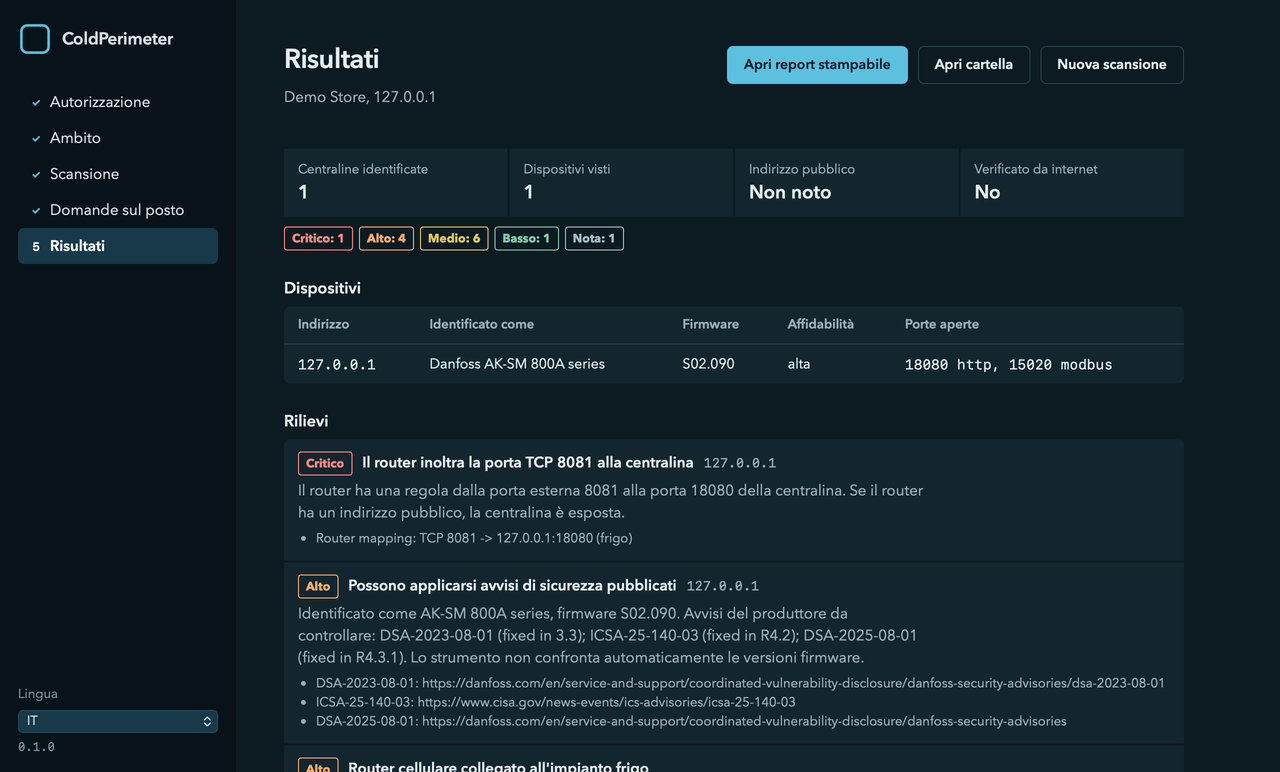 ColdPerimeter
Autorizzazione
Ambito
Scansione
Domande sul posto
5 Risultati
Lingua
IT
0.1.0
Risultati
Demo Store, 127.0.0.1
Apri report stampabile
Apri cartella
Nuova scansione
Centraline identificate
1
Dispositivi visti
1
Indirizzo pubblico
Non noto
Verificato da internet
No
Critico: 1 Alto: 4 Medio: 6 Basso: 1 Nota: 1
Dispositivi
Indirizzo Identificato come Firmware Affidabilità Porte aperte
127.0.0.1 Danfoss AK-SM 800A series S02.090 alta 18080 http, 15020 modbus
Rilievi
Critico Il router inoltra la porta TCP 8081 alla centralina 127.0.0.1
Il router ha una regola dalla porta esterna 8081 alla porta 18080 della centralina. Se il router
ha un indirizzo pubblico, la centralina è esposta.
• Router mapping: TCP 8081 -> 127.0.0.1:18080 (frigo)
Alto Possono applicarsi avvisi di sicurezza pubblicati 127.0.0.1
Identificato come AK-SM 800A series, firmware S02.090. Avvisi del produttore da
controllare: DSA-2023-08-01 (fixed in 3.3); ICSA-25-140-03 (fixed in R4.2); DSA-2025-08-01
(fixed in R4.3.1). Lo strumento non confronta automaticamente le versioni firmware.
• DSA-2023-08-01: https://danfoss.com/en/service-and-support/coordinated-vulnerability-disclosure/danfoss-security-advisories/dsa-2023-08-01
• ICSA-25-140-03: https://www.cisa.gov/news-events/ics-advisories/icsa-25-140-03
• DSA-2025-08-01: https://danfoss.com/en/service-and-support/coordinated-vulnerability-disclosure/danfoss-security-advisories
Alto Router cellulare collegato all'impianto frigo